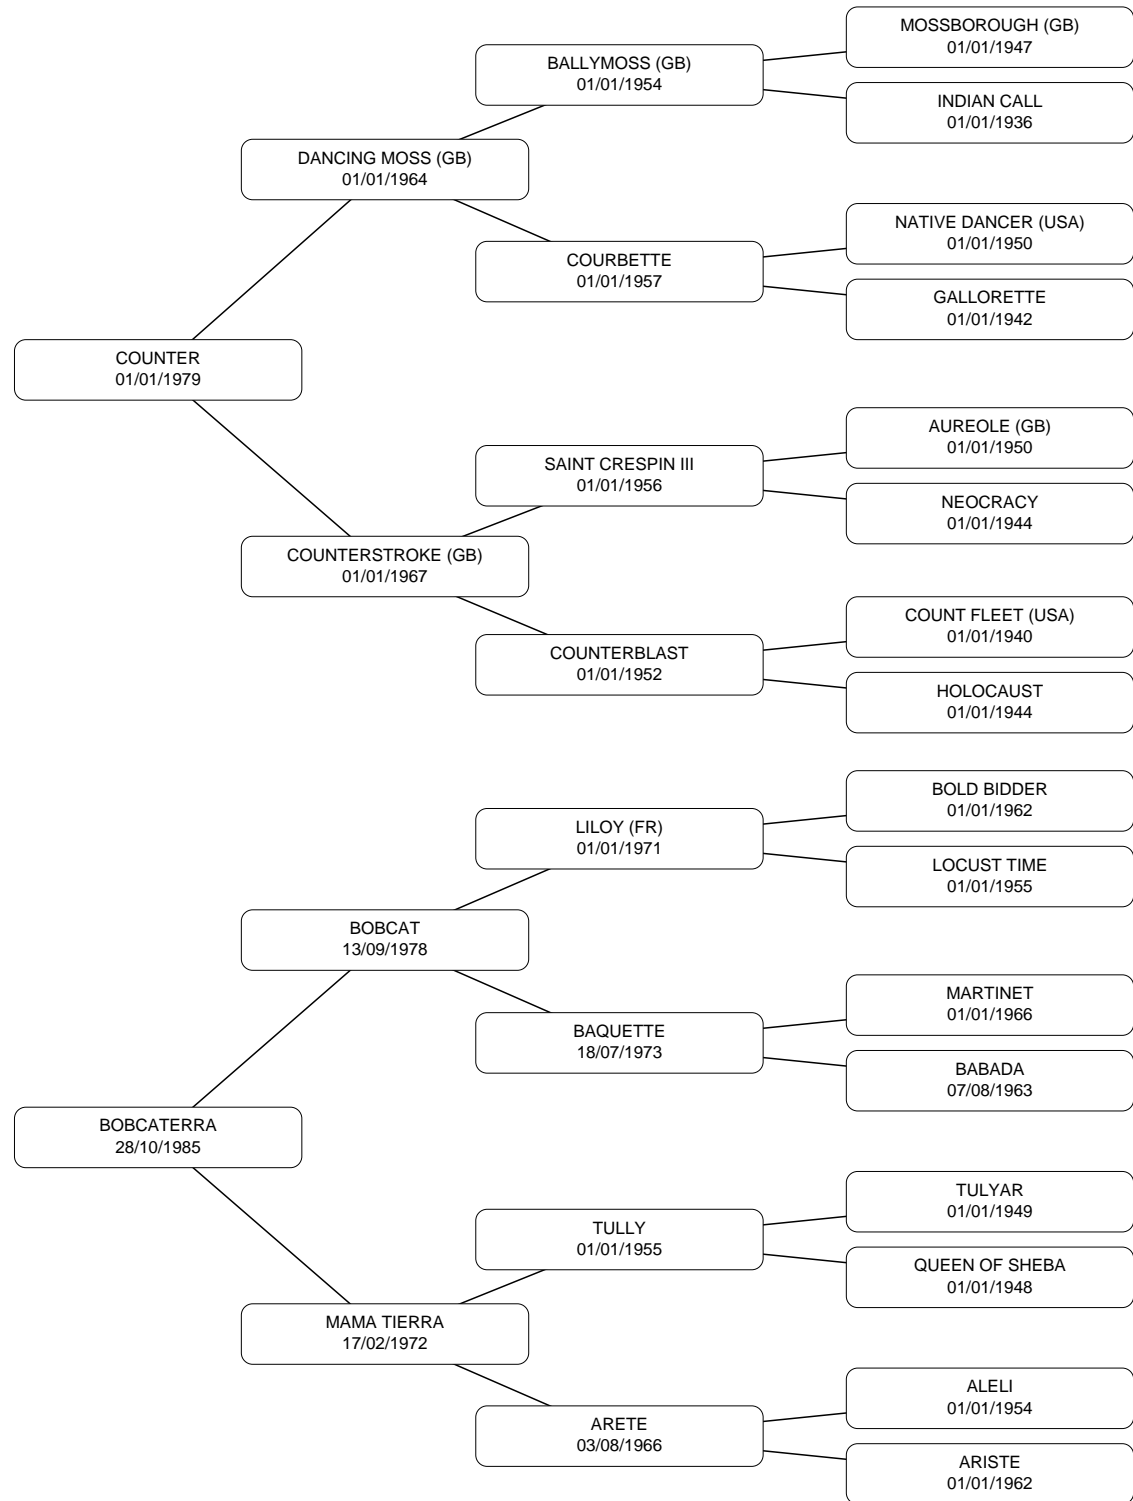 MOSSBOROUGH (GB)
01/01/1947
BALLYMOSS (GB)
01/01/1954
INDIAN CALL
01/01/1936
DANCING MOSS (GB)
01/01/1964
NATIVE DANCER (USA)
01/01/1950
COURBETTE
01/01/1957
GALLORETTE
01/01/1942
COUNTER
01/01/1979
AUREOLE (GB)
01/01/1950
SAINT CRESPIN III
01/01/1956
NEOCRACY
01/01/1944
COUNTERSTROKE (GB)
01/01/1967
COUNT FLEET (USA)
01/01/1940
COUNTERBLAST
01/01/1952
HOLOCAUST
01/01/1944
BOLD BIDDER
01/01/1962
LILOY (FR)
01/01/1971
LOCUST TIME
01/01/1955
BOBCAT
13/09/1978
MARTINET
01/01/1966
BAQUETTE
18/07/1973
BABADA
07/08/1963
BOBCATERRA
28/10/1985
TULYAR
01/01/1949
TULLY
01/01/1955
QUEEN OF SHEBA
01/01/1948
MAMA TIERRA
17/02/1972
ALELI
01/01/1954
ARETE
03/08/1966
ARISTE
01/01/1962